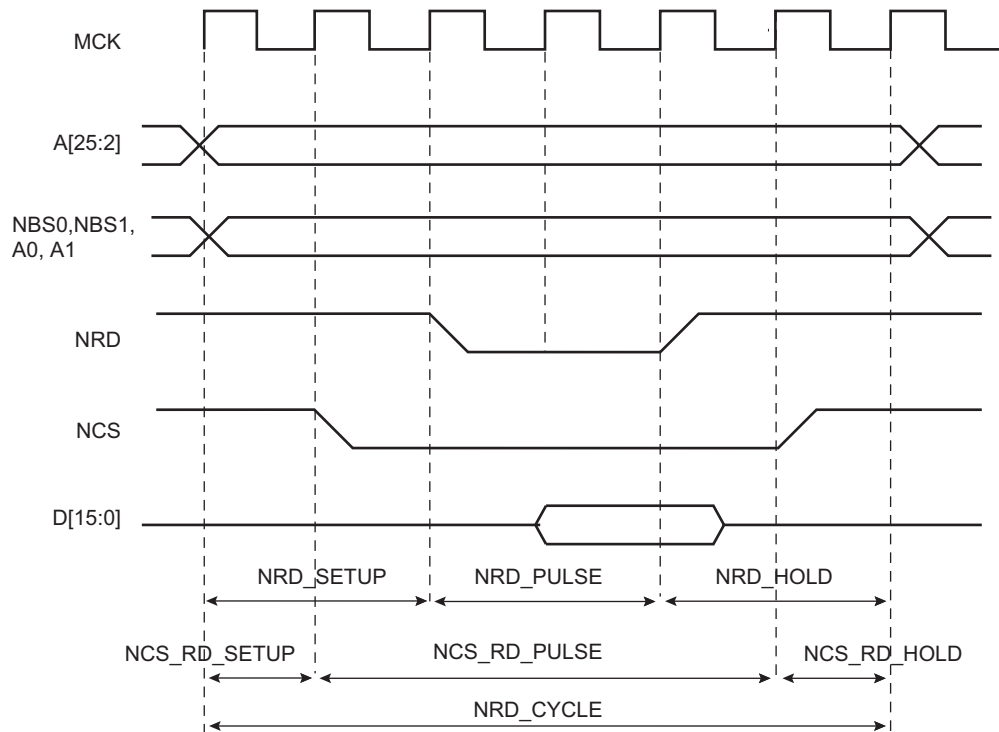 MCK
A[25:2]
NBS0,NBS1,
A0, A1
NRD
NCS
D[15:0]
NRD_SETUP
NRD_PULSE
NRD_HOLD
NCS_RD_SETUP
NCS_RD_PULSE
NCS_RD_HOLD
NRD_CYCLE